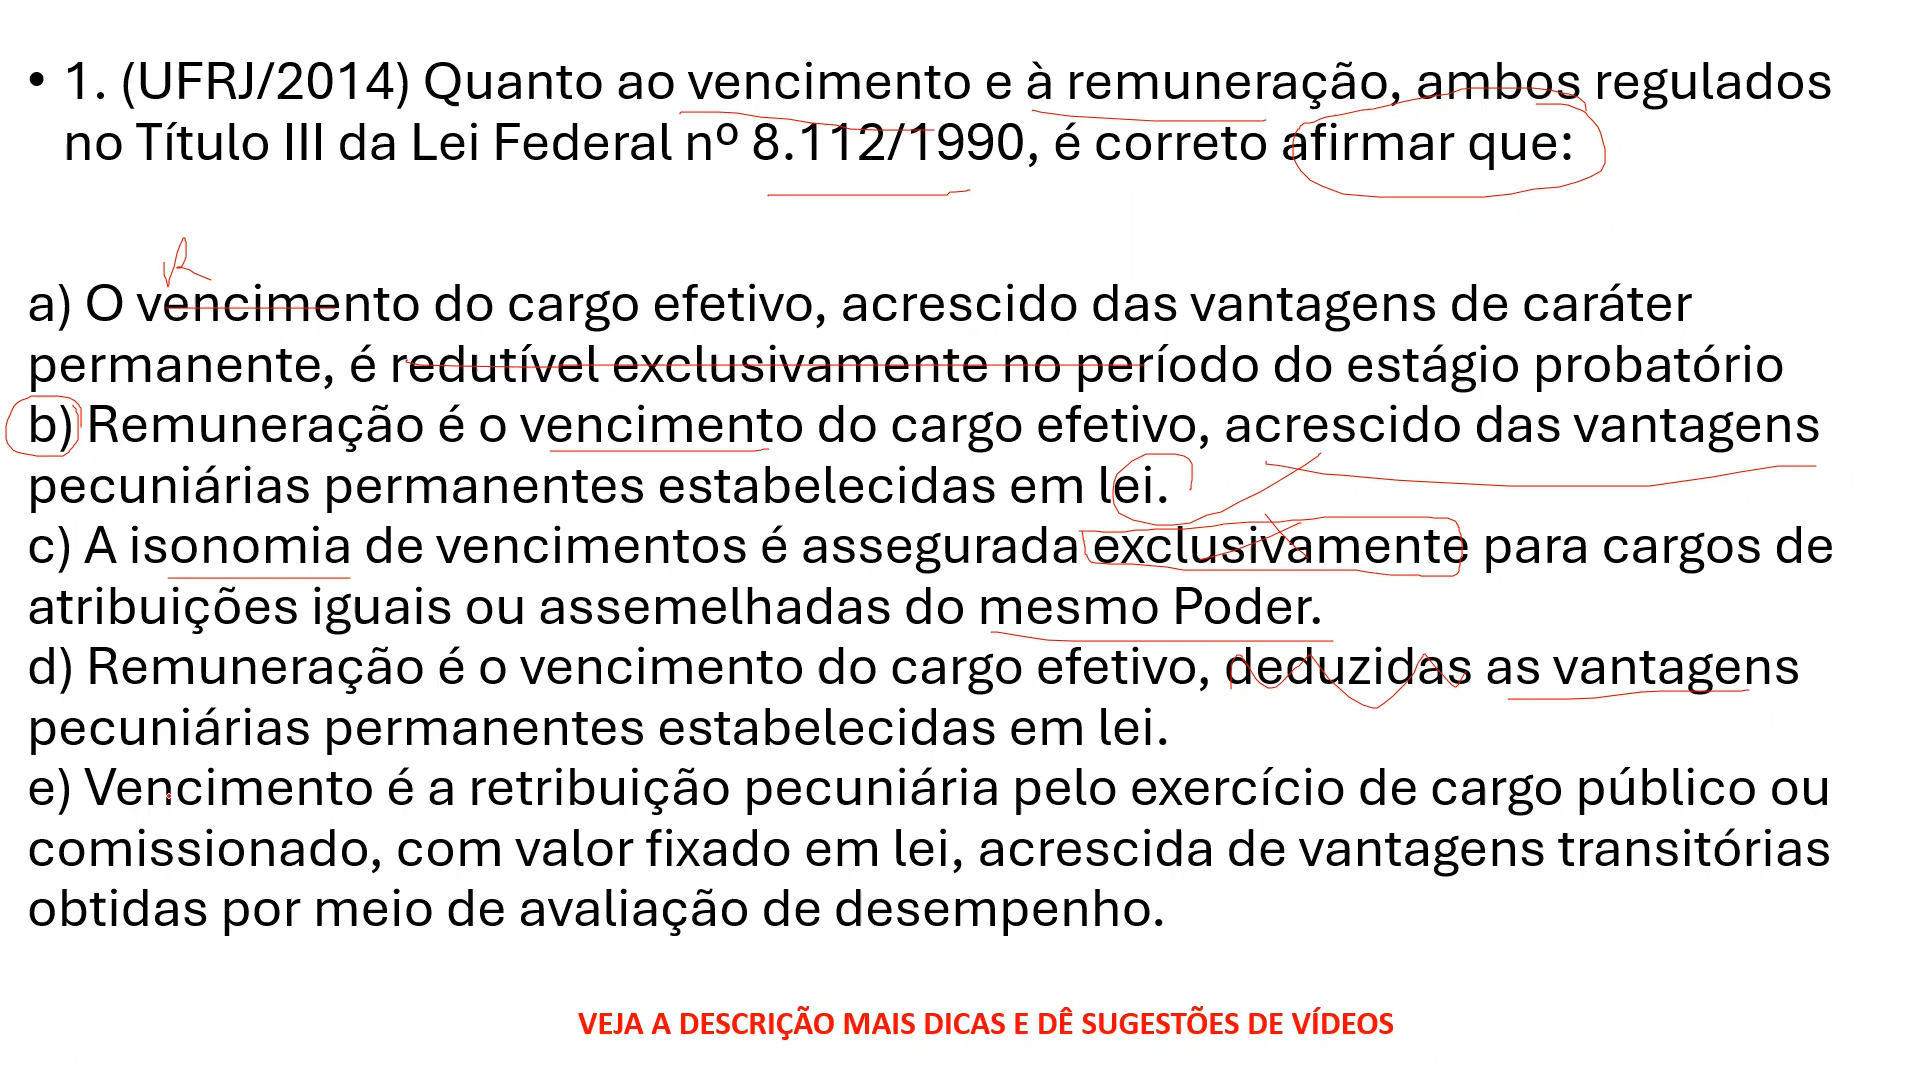 • 1. (UFRJ/2014) Quanto ao vencimento e à remuneração, ambos regulados
no Título III da Lei Federal nº 8.112/1990, é correto afirmar que:
R
a) O vencimento do cargo efetivo, acrescido das vantagens de caráter
permanente, é redutível exclusivamente no período do estágio probatório
b) Remuneração é o vencimento do cargo efetivo, acrescido das vantagens
pecuniárias permanentes estabelecidas em lei.
c) A isonomia de vencimentos é assegurada exclusivamente para cargos de
atribuições iguais ou assemelhadas do mesmo Poder.
d) Remuneração é o vencimento do cargo efetivo, deduzidas as vantagens
pecuniárias permanentes estabelecidas em lei.
e) Vencimento é a retribuição pecuniária pelo exercício de cargo público ou
comissionado, com valor fixado em lei, acrescida de vantagens transitórias
obtidas por meio de avaliação de desempenho.
VEJA A DESCRIÇÃO MAIS DICAS E DÊ SUGESTÕES DE VÍDEOS